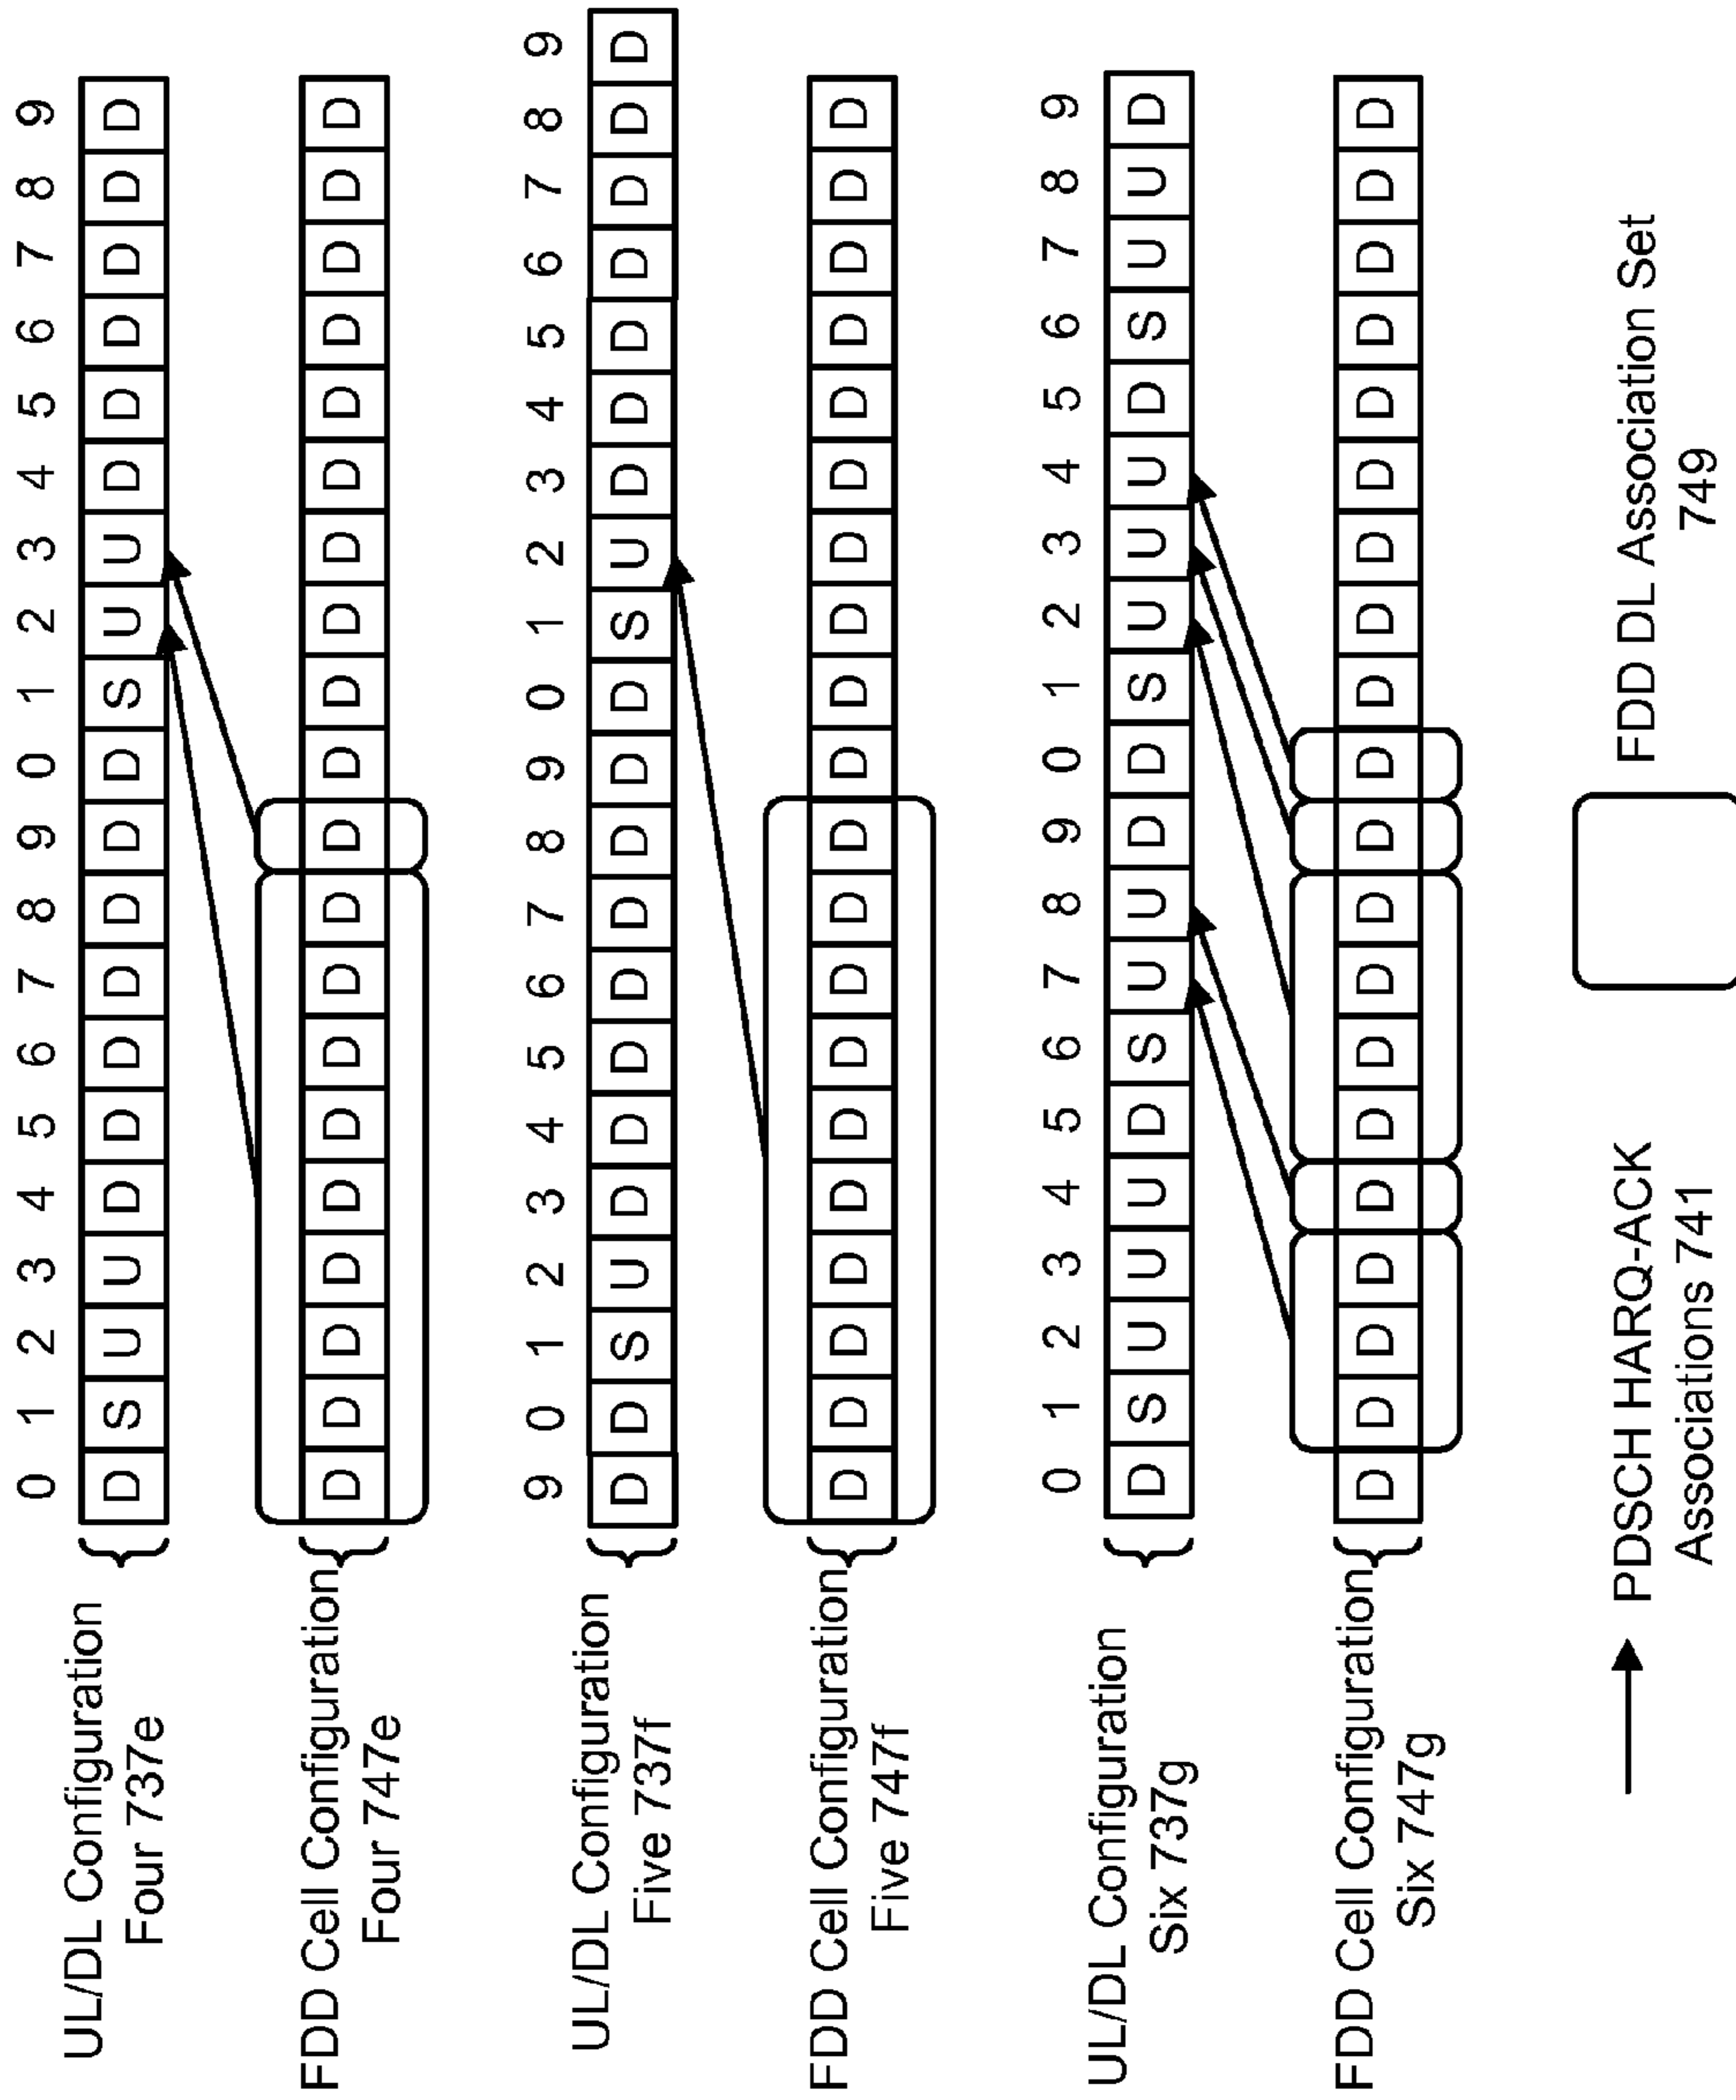 0 1 2 3 4 5 6 7 8 9 0 1 2 3 4 5 6 7 8 9
UL/DL Configuration
Four 737e
D S U U D D D D D D D S U U D D D D D D
FDD Cell Configuration
Four 747e
D D D D D D D D D D D D D D D D D D D D
9 0 1 2 3 4 5 6 7 8 9 0 1 2 3 4 5 6 7 8 9
UL/DL Configuration
Five 737f
D D S U D D D D D D D D S U D D D D D D D
FDD Cell Configuration
Five 747f
D D D D D D D D D D D D D D D D D D D D
0 1 2 3 4 5 6 7 8 9 0 1 2 3 4 5 6 7 8 9
UL/DL Configuration
Six 737g
D S U U U D S U U D D S U U U D S U U D
FDD Cell Configuration
Six 747g
D D D D D D D D D D D D D D D D D D D D
PDSCH HARQ-ACK
Associations 741
FDD DL Association Set
749